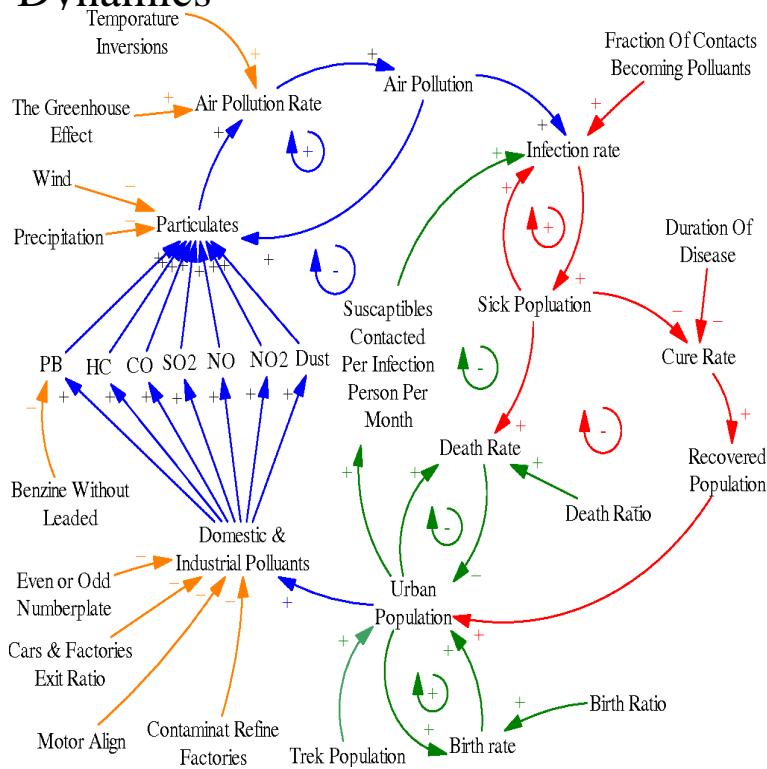 Dynamics
Temperature
Inversions
Fraction Of Contacts
Becoming Polluants
Air Pollution
Air Pollution Rate
The Greenhouse
Effect
Infection rate
Wind
Particulates
Precipitation
Duration Of
Disease
Suscaptibles
Contacted
Per Infection
Person Per
Month
Sick Popluation
Cure Rate
PB
HC
CO
SO2
NO
NO2
Dust
Death Rate
Recovered
Population
Benzine Without
Leaded
Death Ratio
Domestic &
Industrial Polluants
Even or Odd
Numberplate
Urban
Population
Cars & Factories
Exit Ratio
Birth Ratio
Motor Align
Contaminat Refine
Factories
Trek Population
Birth rate